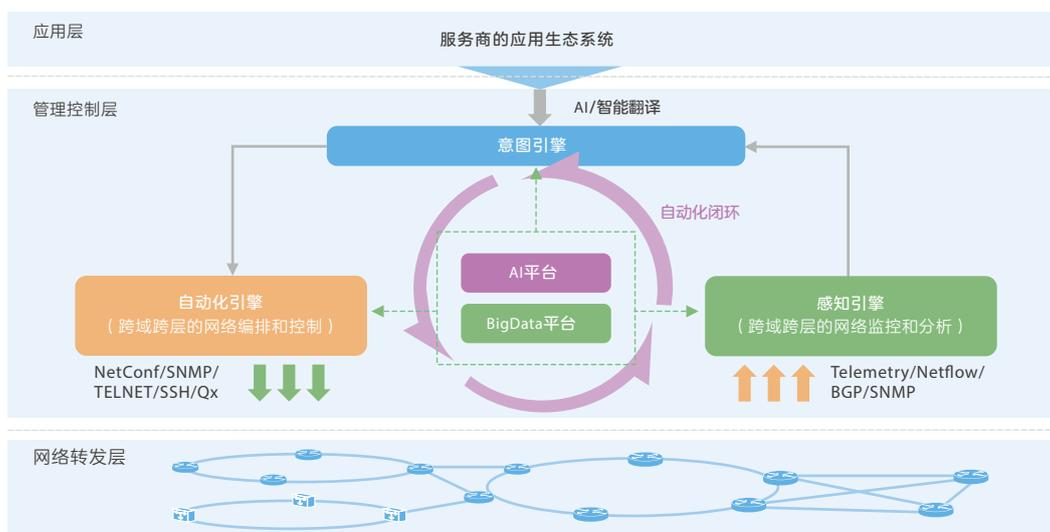 应用层
服务商的应用生态系统
管理控制层
AI/智能翻译
意图引擎
自动化闭环
AI平台
BigData平台
自动化引擎
（跨域跨层的网络编排和控制）
感知引擎
（跨域跨层的网络监控和分析）
NetConf/SNMP/
TELNET/SSH/Qx
Telemetry/Netflow/
BGP/SNMP
网络转发层